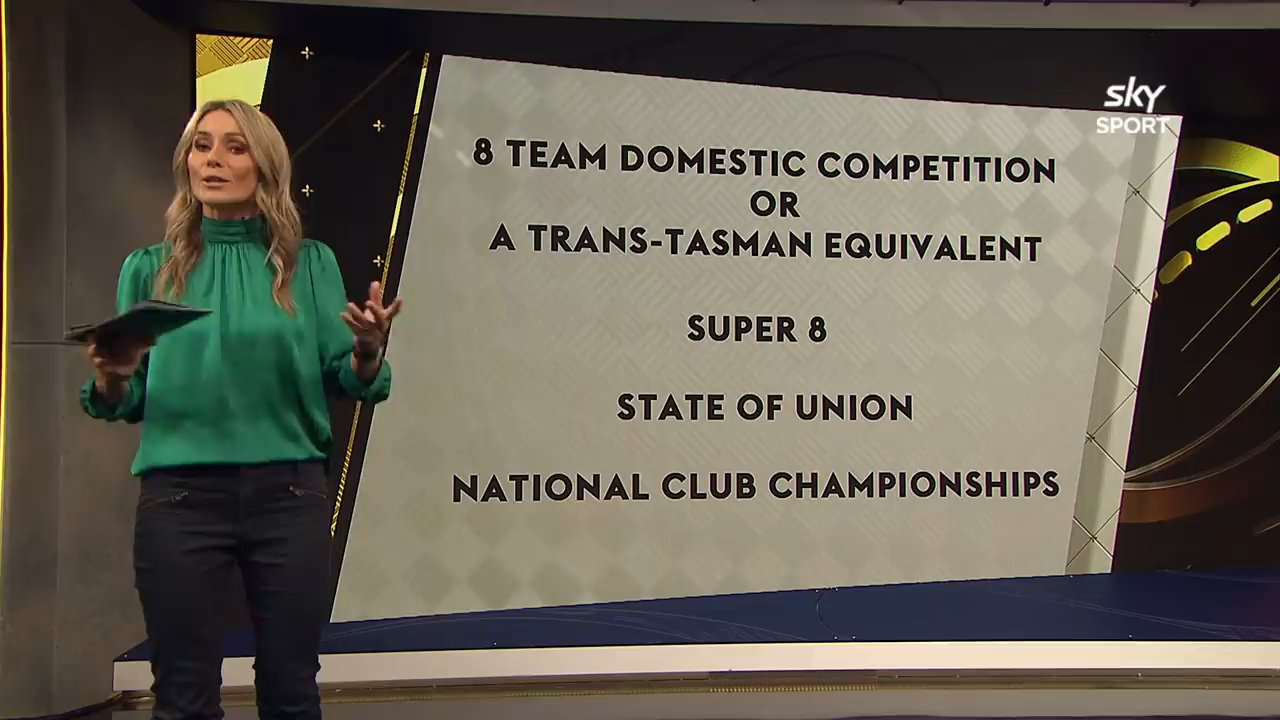 sky
SPORT
8 TEAM DOMESTIC COMPETITION
OR
A TRANS-TASMAN EQUIVALENT
SUPER 8
STATE OF UNION
NATIONAL CLUB CHAMPIONSHIPS